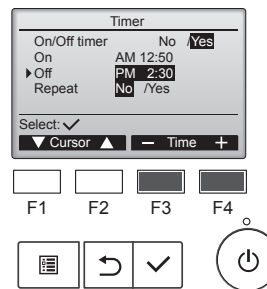 Timer
On/Off timer No /Yes
On AM 12:50
Off PM 2:30
Repeat No /Yes
Select:
Cursor − Time +
F1 F2 F3 F4